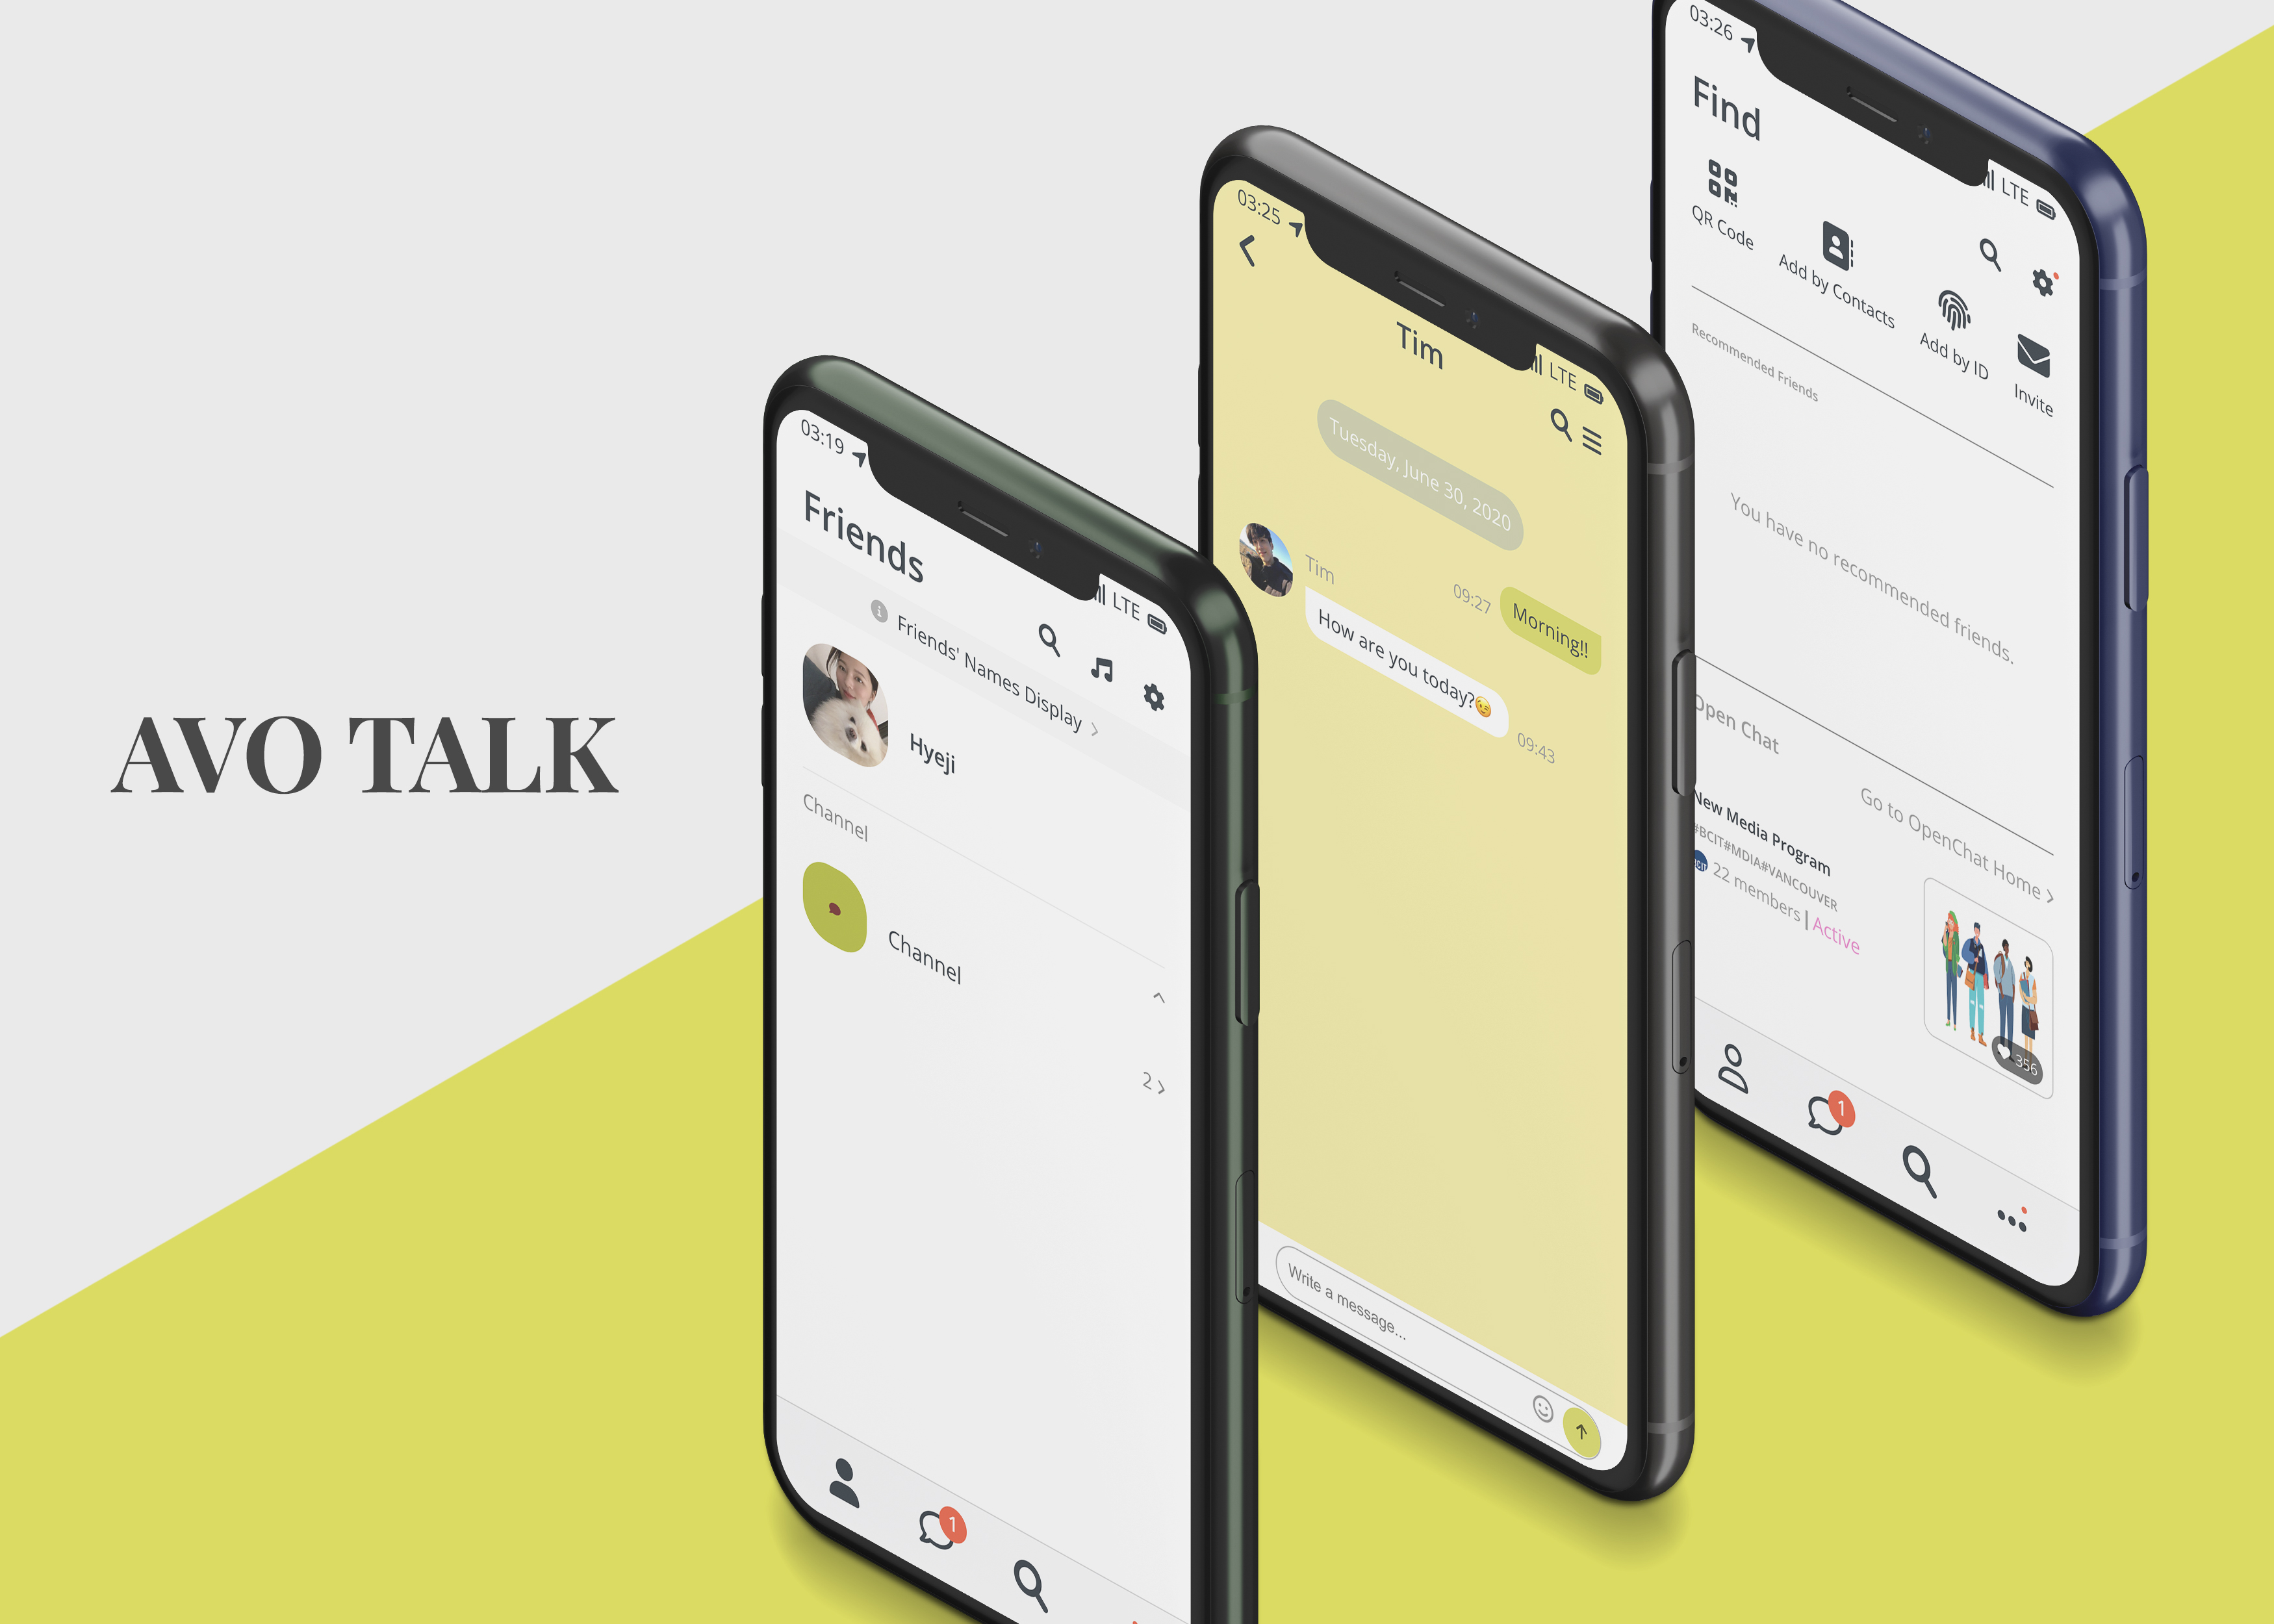 AVO TALK
03:19
LTE
Friends
Friends' Names Display
Hyeji
Channel
Channel
2
1
03:25
LTE
Tim
Tuesday, June 30, 2020
09:27
Morning!!
Tim
How are you today?😉
09:43
Write a message...
03:26
LTE
Find
QR Code
Add by Contacts
Add by ID
Invite
Recommended Friends
You have no recommended friends.
Open Chat
Go to OpenChat Home
New Media Program
#BCIT#MDIA#VANCOUVER
22 members | Active
356
1